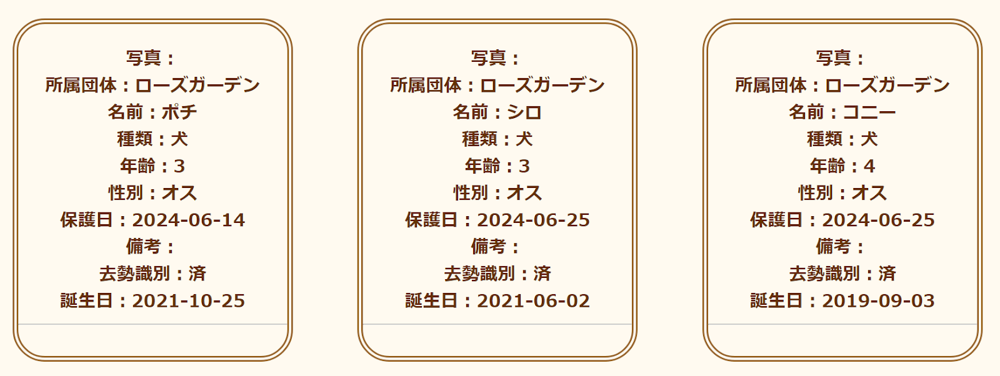 写真：
所属団体：ローズガーデン
名前：ポチ
種類：犬
年齢：3
性別：オス
保護日：2024-06-14
備考：
去勢識別：済
誕生日：2021-10-25
写真：
所属団体：ローズガーデン
名前：シロ
種類：犬
年齢：3
性別：オス
保護日：2024-06-25
備考：
去勢識別：済
誕生日：2021-06-02
写真：
所属団体：ローズガーデン
名前：コニー
種類：犬
年齢：4
性別：オス
保護日：2024-06-25
備考：
去勢識別：済
誕生日：2019-09-03